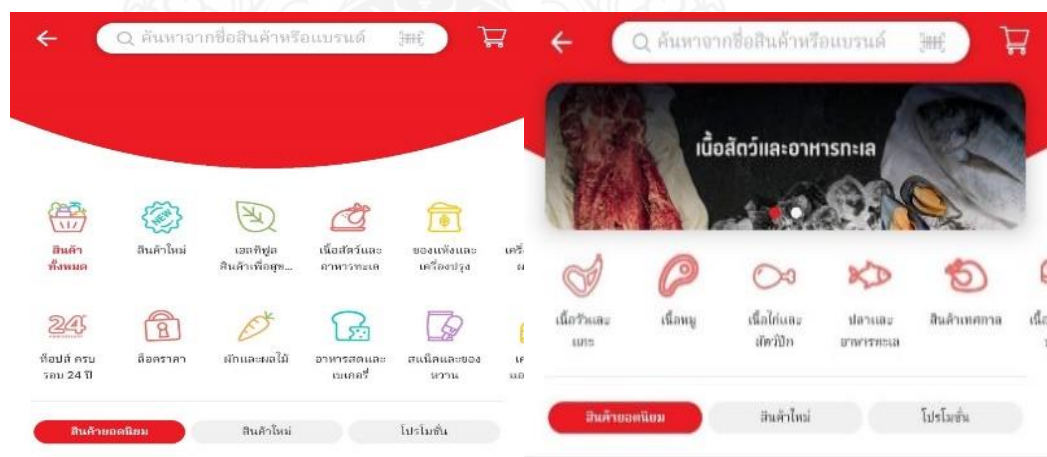 ค้นหาจากชื่อสินค้าหรือแบรนด์
สินค้า
ทั้งหมด
NEW
สินค้าใหม่
เฮลทิฟูล
สินค้าเพื่อสุข...
เนื้อสัตว์และ
อาหารทะเล
ของแห้งและ
เครื่องปรุง
24
ท็อปส์ ครบ
รอบ 24 ปี
ล็อคราคา
ผักและผลไม้
อาหารสดและ
เบเกอรี่
สแน็คและของ
หวาน
สินค้ายอดนิยม
สินค้าใหม่
โปรโมชั่น
ค้นหาจากชื่อสินค้าหรือแบรนด์
เนื้อสัตว์และอาหารทะเล
เนื้อวัวและ
แกะ
เนื้อหมู
เนื้อไก่และ
สัตว์ปีก
ปลาและ
อาหารทะเล
สินค้าเทศกาล
สินค้ายอดนิยม
สินค้าใหม่
โปรโมชั่น